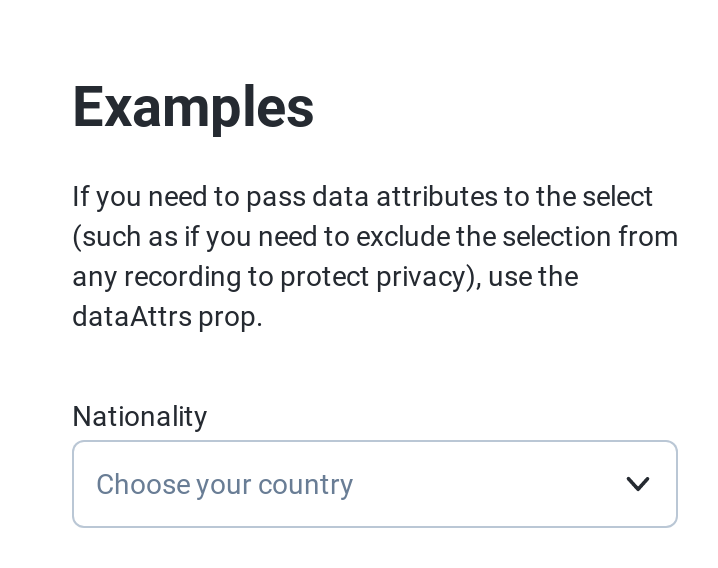 Examples
If you need to pass data attributes to the select
(such as if you need to exclude the selection from
any recording to protect privacy), use the
dataAttrs prop.
Nationality
Choose your country